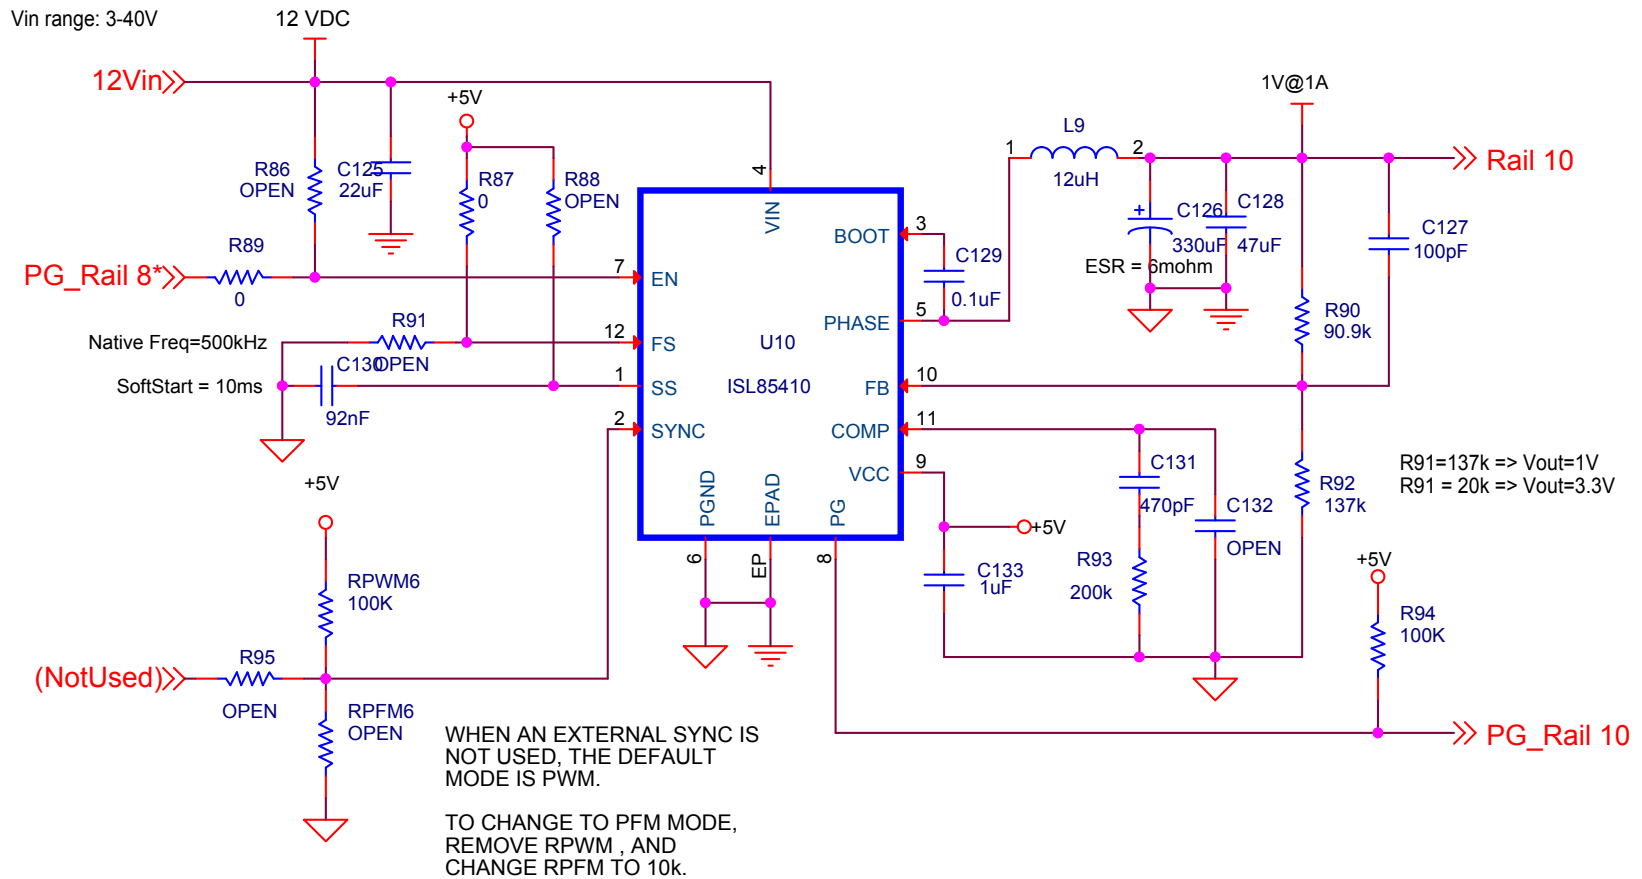 Vin range: 3-40V
12 VDC
12Vin
+5V
1V@1A
L9
1
2
12uH
Rail 10
R86
OPEN
C125
22uF
R87
0
R88
OPEN
4
VIN
3
BOOT
C126
330uF
ESR = 6mohm
C128
47uF
C127
100pF
R89
0
PG_Rail 8*
7
EN
C129
0.1uF
R90
90.9k
Native Freq=500kHz
R91
OPEN
12
FS
U10
ISL85410
PHASE
5
SoftStart = 10ms
C130
92nF
1
SS
FB
10
2
SYNC
COMP
11
VCC
9
C131
470pF
C132
OPEN
R92
137k
R91=137k => Vout=1V
R91 = 20k => Vout=3.3V
+5V
PGND
EPAD
PG
6
EP
8
+5V
C133
1uF
R93
200k
+5V
R94
100K
RPWM6
100K
(NotUsed)
R95
OPEN
RPFM6
OPEN
PG_Rail 10
WHEN AN EXTERNAL SYNC IS
NOT USED, THE DEFAULT
MODE IS PWM.
TO CHANGE TO PFM MODE,
REMOVE RPWM , AND
CHANGE RPFM TO 10k.